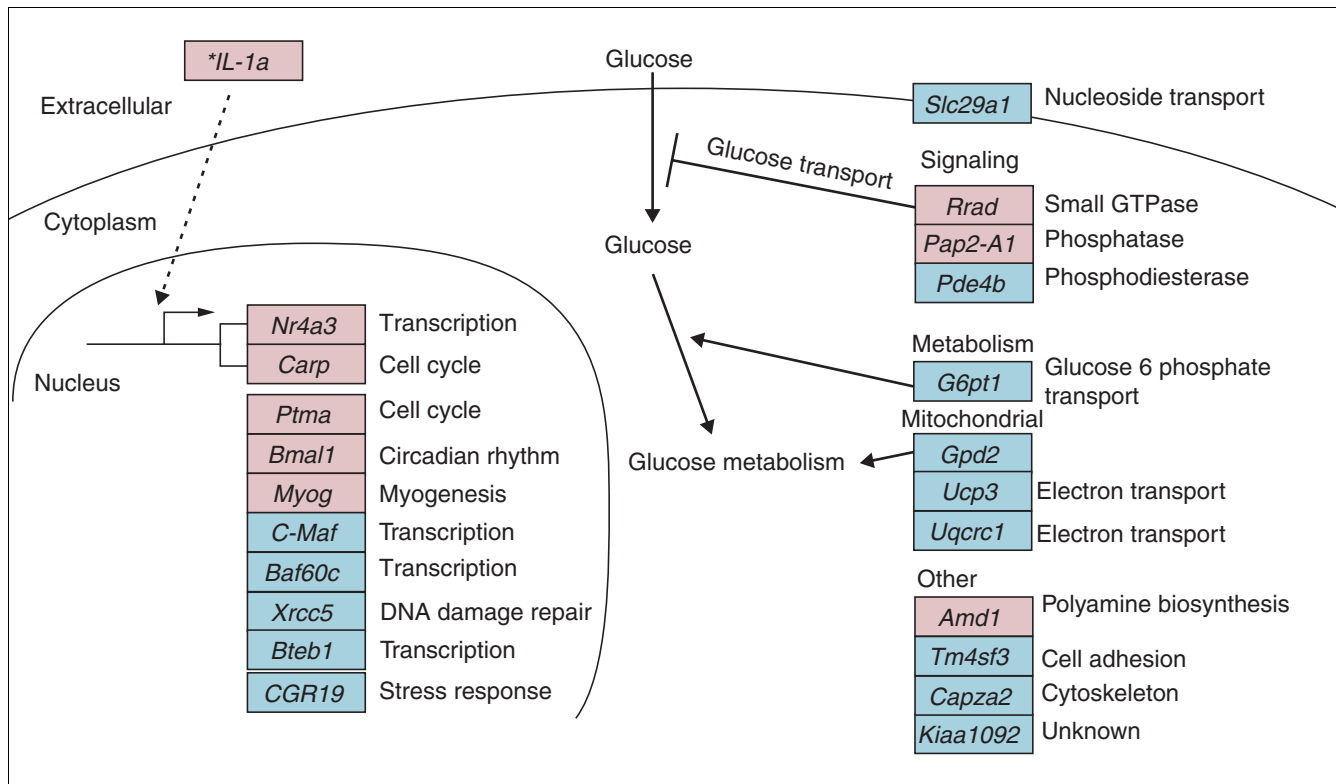 *IL-1a
Extracellular
Cytoplasm
Nucleus
Nr4a3 Transcription
Carp Cell cycle
Ptma Cell cycle
Bmal1 Circadian rhythm
Myog Myogenesis
C-Maf Transcription
Baf60c Transcription
Xrcc5 DNA damage repair
Bteb1 Transcription
CGR19 Stress response
Glucose
Glucose transport
Glucose
Glucose metabolism
Slc29a1 Nucleoside transport
Signaling
Rrad Small GTPase
Pap2-A1 Phosphatase
Pde4b Phosphodiesterase
Metabolism
G6pt1 Glucose 6 phosphate
transport
Mitochondrial
Gpd2
Ucp3 Electron transport
Uqcrc1 Electron transport
Other
Amd1 Polyamine biosynthesis
Tm4sf3 Cell adhesion
Capza2 Cytoskeleton
Kiaa1092 Unknown